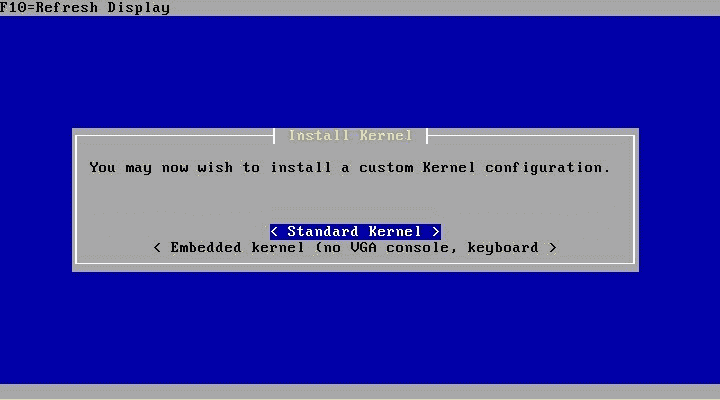 F10=Refresh Display
Install Kernel
You may now wish to install a custom Kernel configuration.
< Standard Kernel >
< Embedded kernel (no VGA console, keyboard >